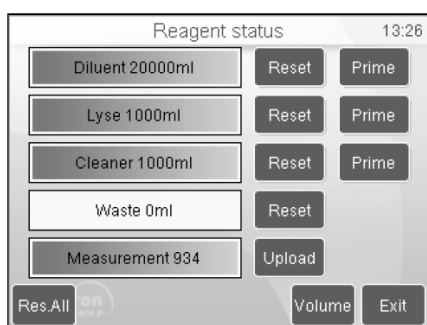 Reagent status 13:26
Diluent 20000ml Reset Prime
Lyse 1000ml Reset Prime
Cleaner 1000ml Reset Prime
Waste 0ml Reset
Measurement 934 Upload
Res.All Volume Exit